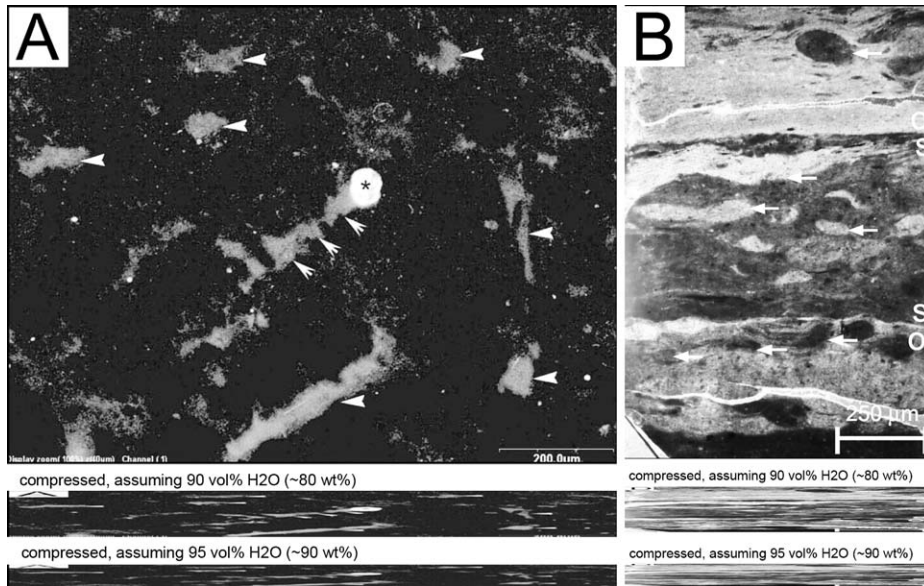 A
*
Display zoom( 100%) z(40um) Channel ( 1 )
200.0um
compressed, assuming 90 vol% H2O (~80 wt%)
compressed, assuming 95 vol% H2O (~90 wt%)
B
O
S
S
O
250 µm
compressed, assuming 90 vol% H2O (~80 wt%)
compressed, assuming 95 vol% H2O (~90 wt%)